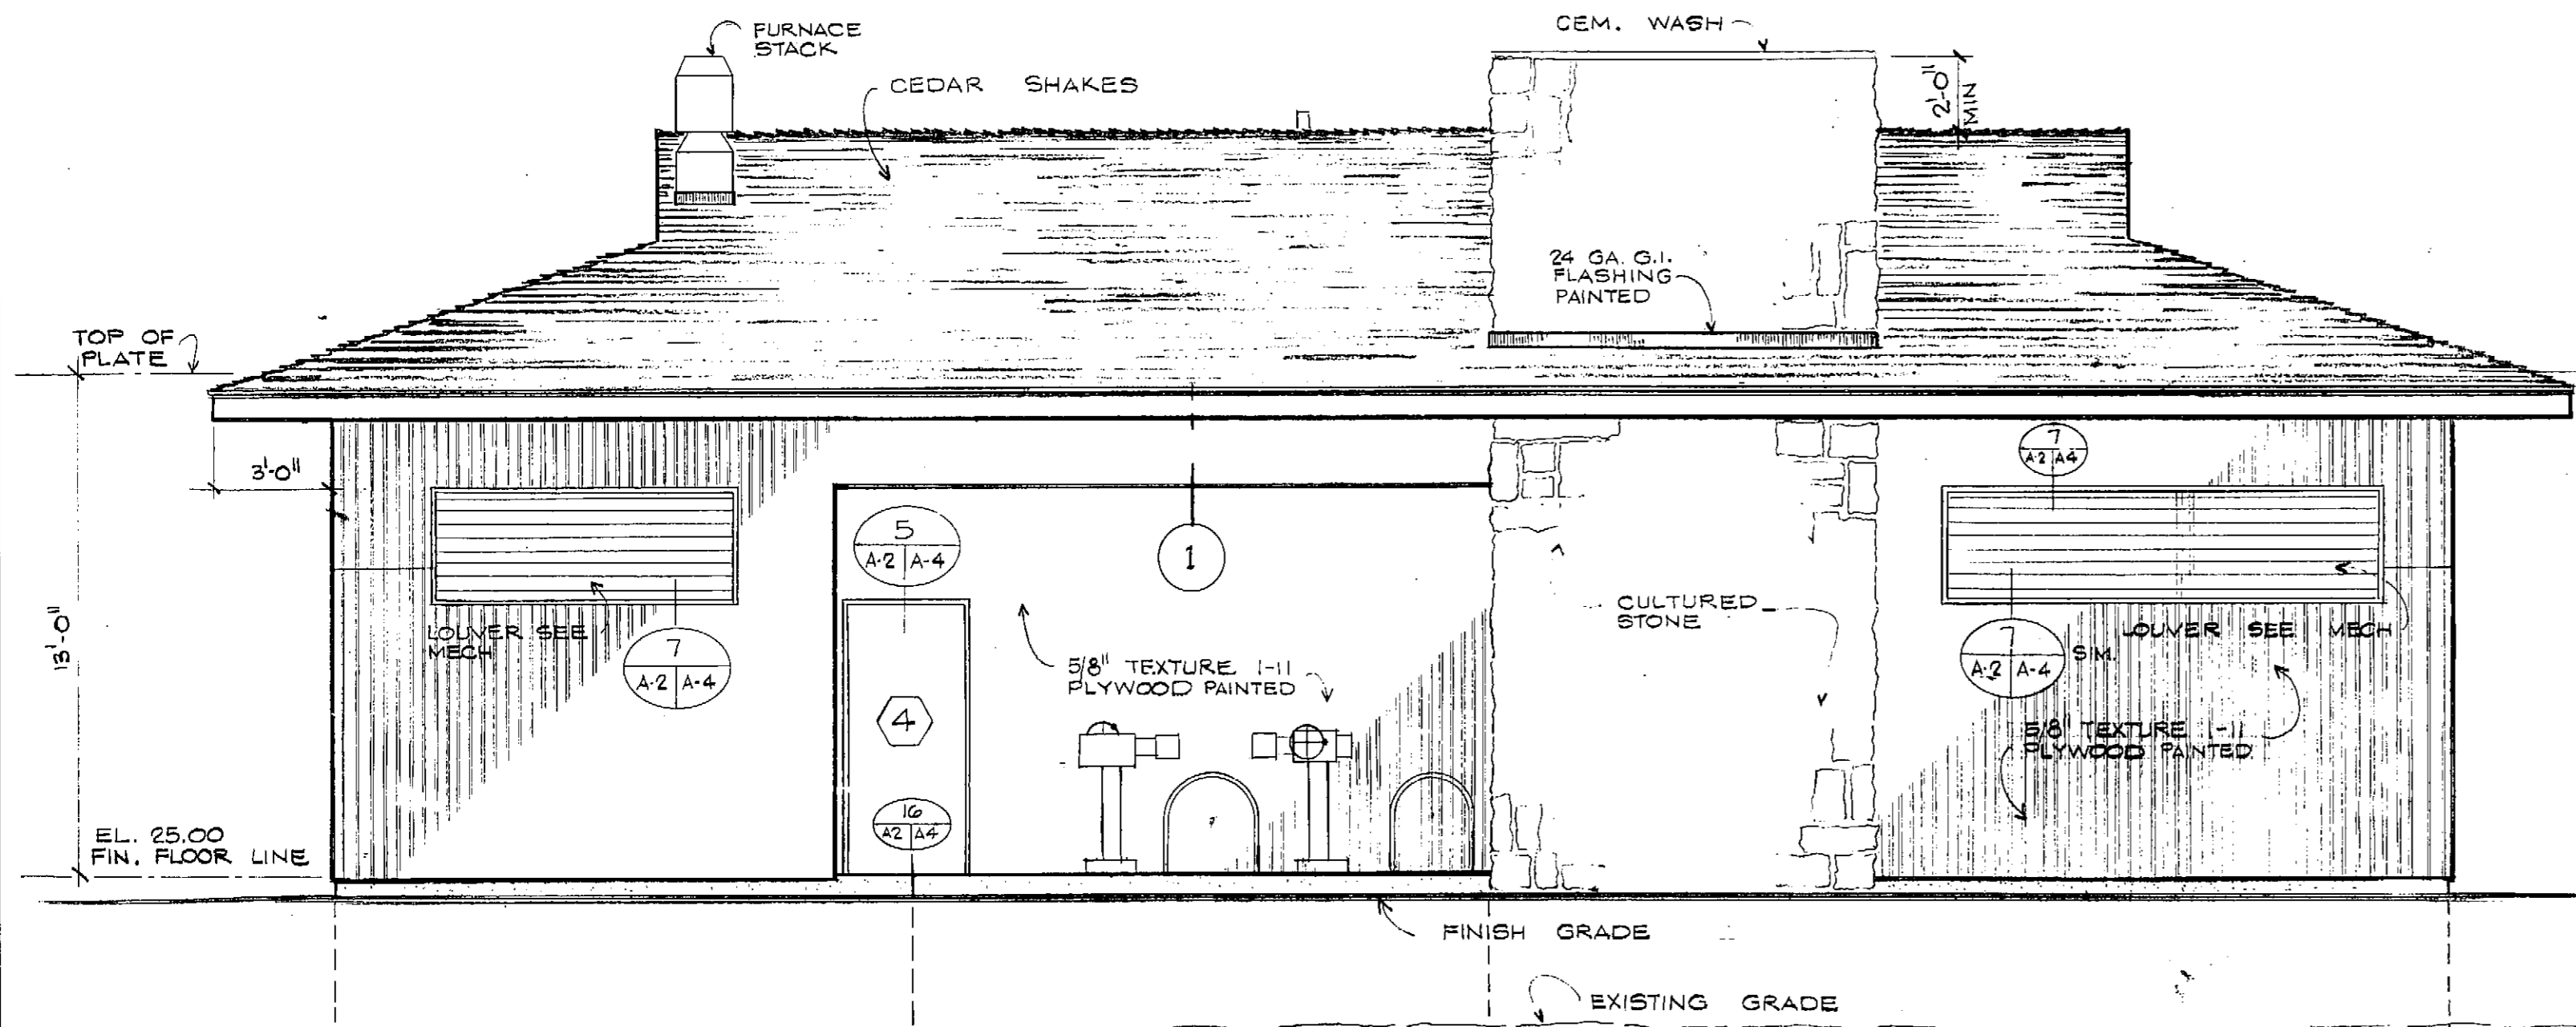 FURNACE
STACK
CEM. WASH
CEDAR SHAKES
2'-0"
MIN
24 GA. G.I.
FLASHING
PAINTED
TOP OF
PLATE
3'-0"
7
A-2 A4
5
A-2 A-4
1
13'-0"
CULTURED
STONE
LOUVER SEE
MECH
7
A-2 A-4
5/8" TEXTURE 1-11
PLYWOOD PAINTED
LOUVER SEE MECH
7
A-2 A-4
SIM.
4
5/8" TEXTURE 1-11
PLYWOOD PAINTED
16
A2 A4
EL. 25.00
FIN. FLOOR LINE
FINISH GRADE
EXISTING GRADE